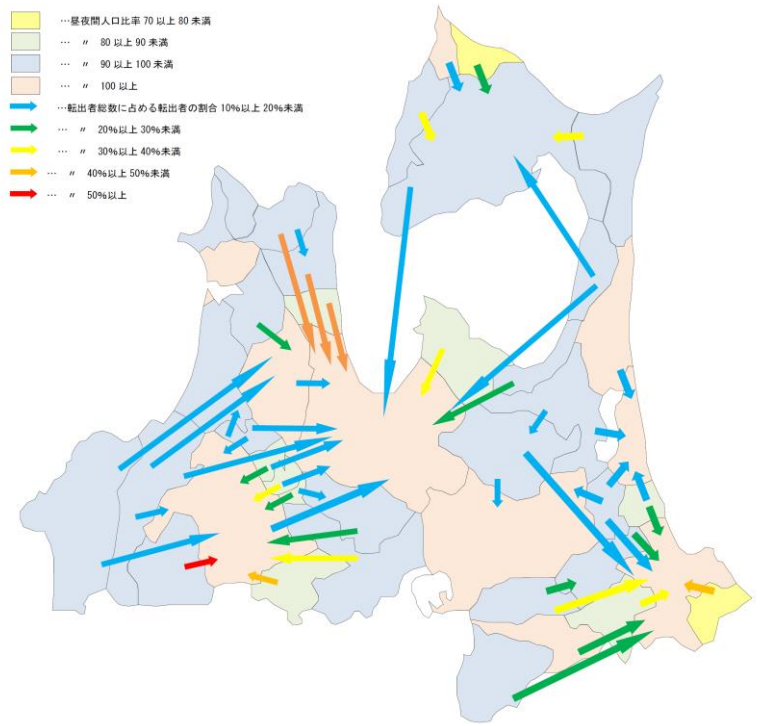 …昼夜間人口比率 70 以上 80 未満
… 〃 80 以上 90 未満
… 〃 90 以上 100 未満
… 〃 100 以上
…転出者総数に占める転出者の割合 10%以上 20%未満
… 〃 20%以上 30%未満
… 〃 30%以上 40%未満
… 〃 40%以上 50%未満
… 〃 50%以上